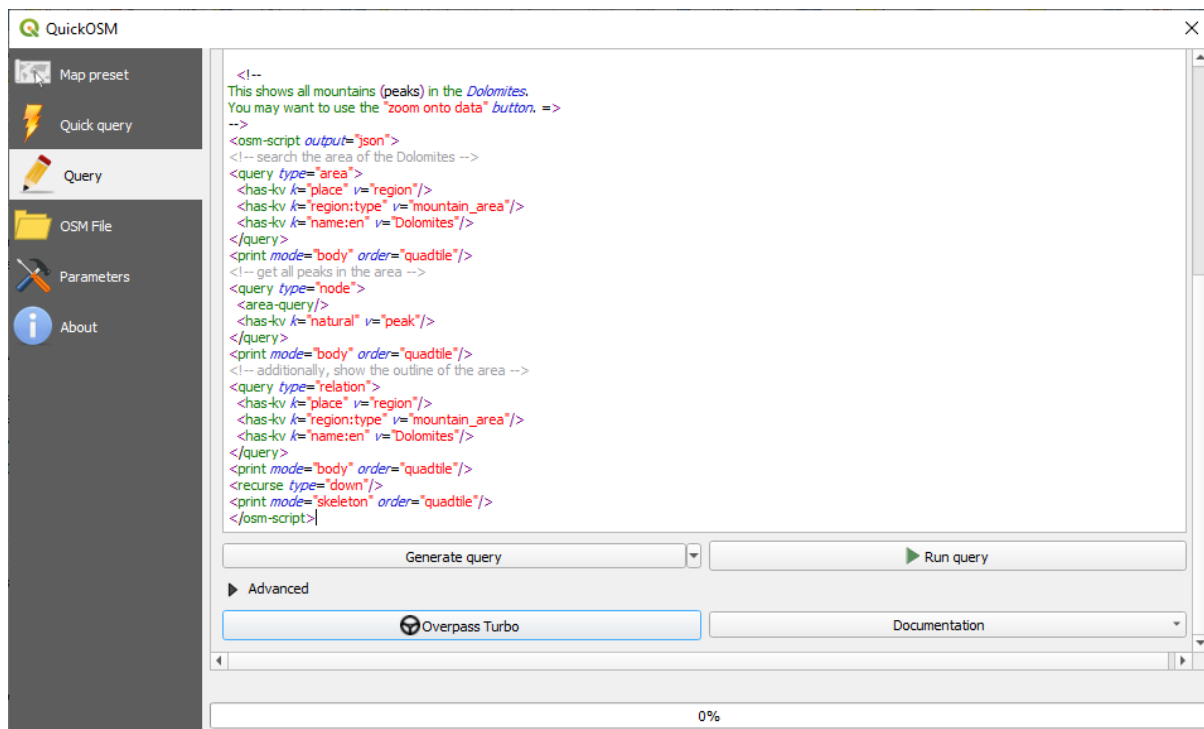 QuickOSM
Map preset
Quick query
Query
OSM File
Parameters
About
<!--
This shows all mountains (peaks) in the Dolomites.
You may want to use the "zoom onto data" button. =>
-->
<osm-script output="json">
<!-- search the area of the Dolomites -->
<query type="area">
<has-kv k="place" v="region"/>
<has-kv k="region:type" v="mountain_area"/>
<has-kv k="name:en" v="Dolomites"/>
</query>
<print mode="body" order="quadtile"/>
<!-- get all peaks in the area -->
<query type="node">
<area-query/>
<has-kv k="natural" v="peak"/>
</query>
<print mode="body" order="quadtile"/>
<!-- additionally, show the outline of the area -->
<query type="relation">
<has-kv k="place" v="region"/>
<has-kv k="region:type" v="mountain_area"/>
<has-kv k="name:en" v="Dolomites"/>
</query>
<print mode="body" order="quadtile"/>
<recurse type="down"/>
<print mode="skeleton" order="quadtile"/>
</osm-script>
Generate query
Run query
Advanced
Overpass Turbo
Documentation
0%